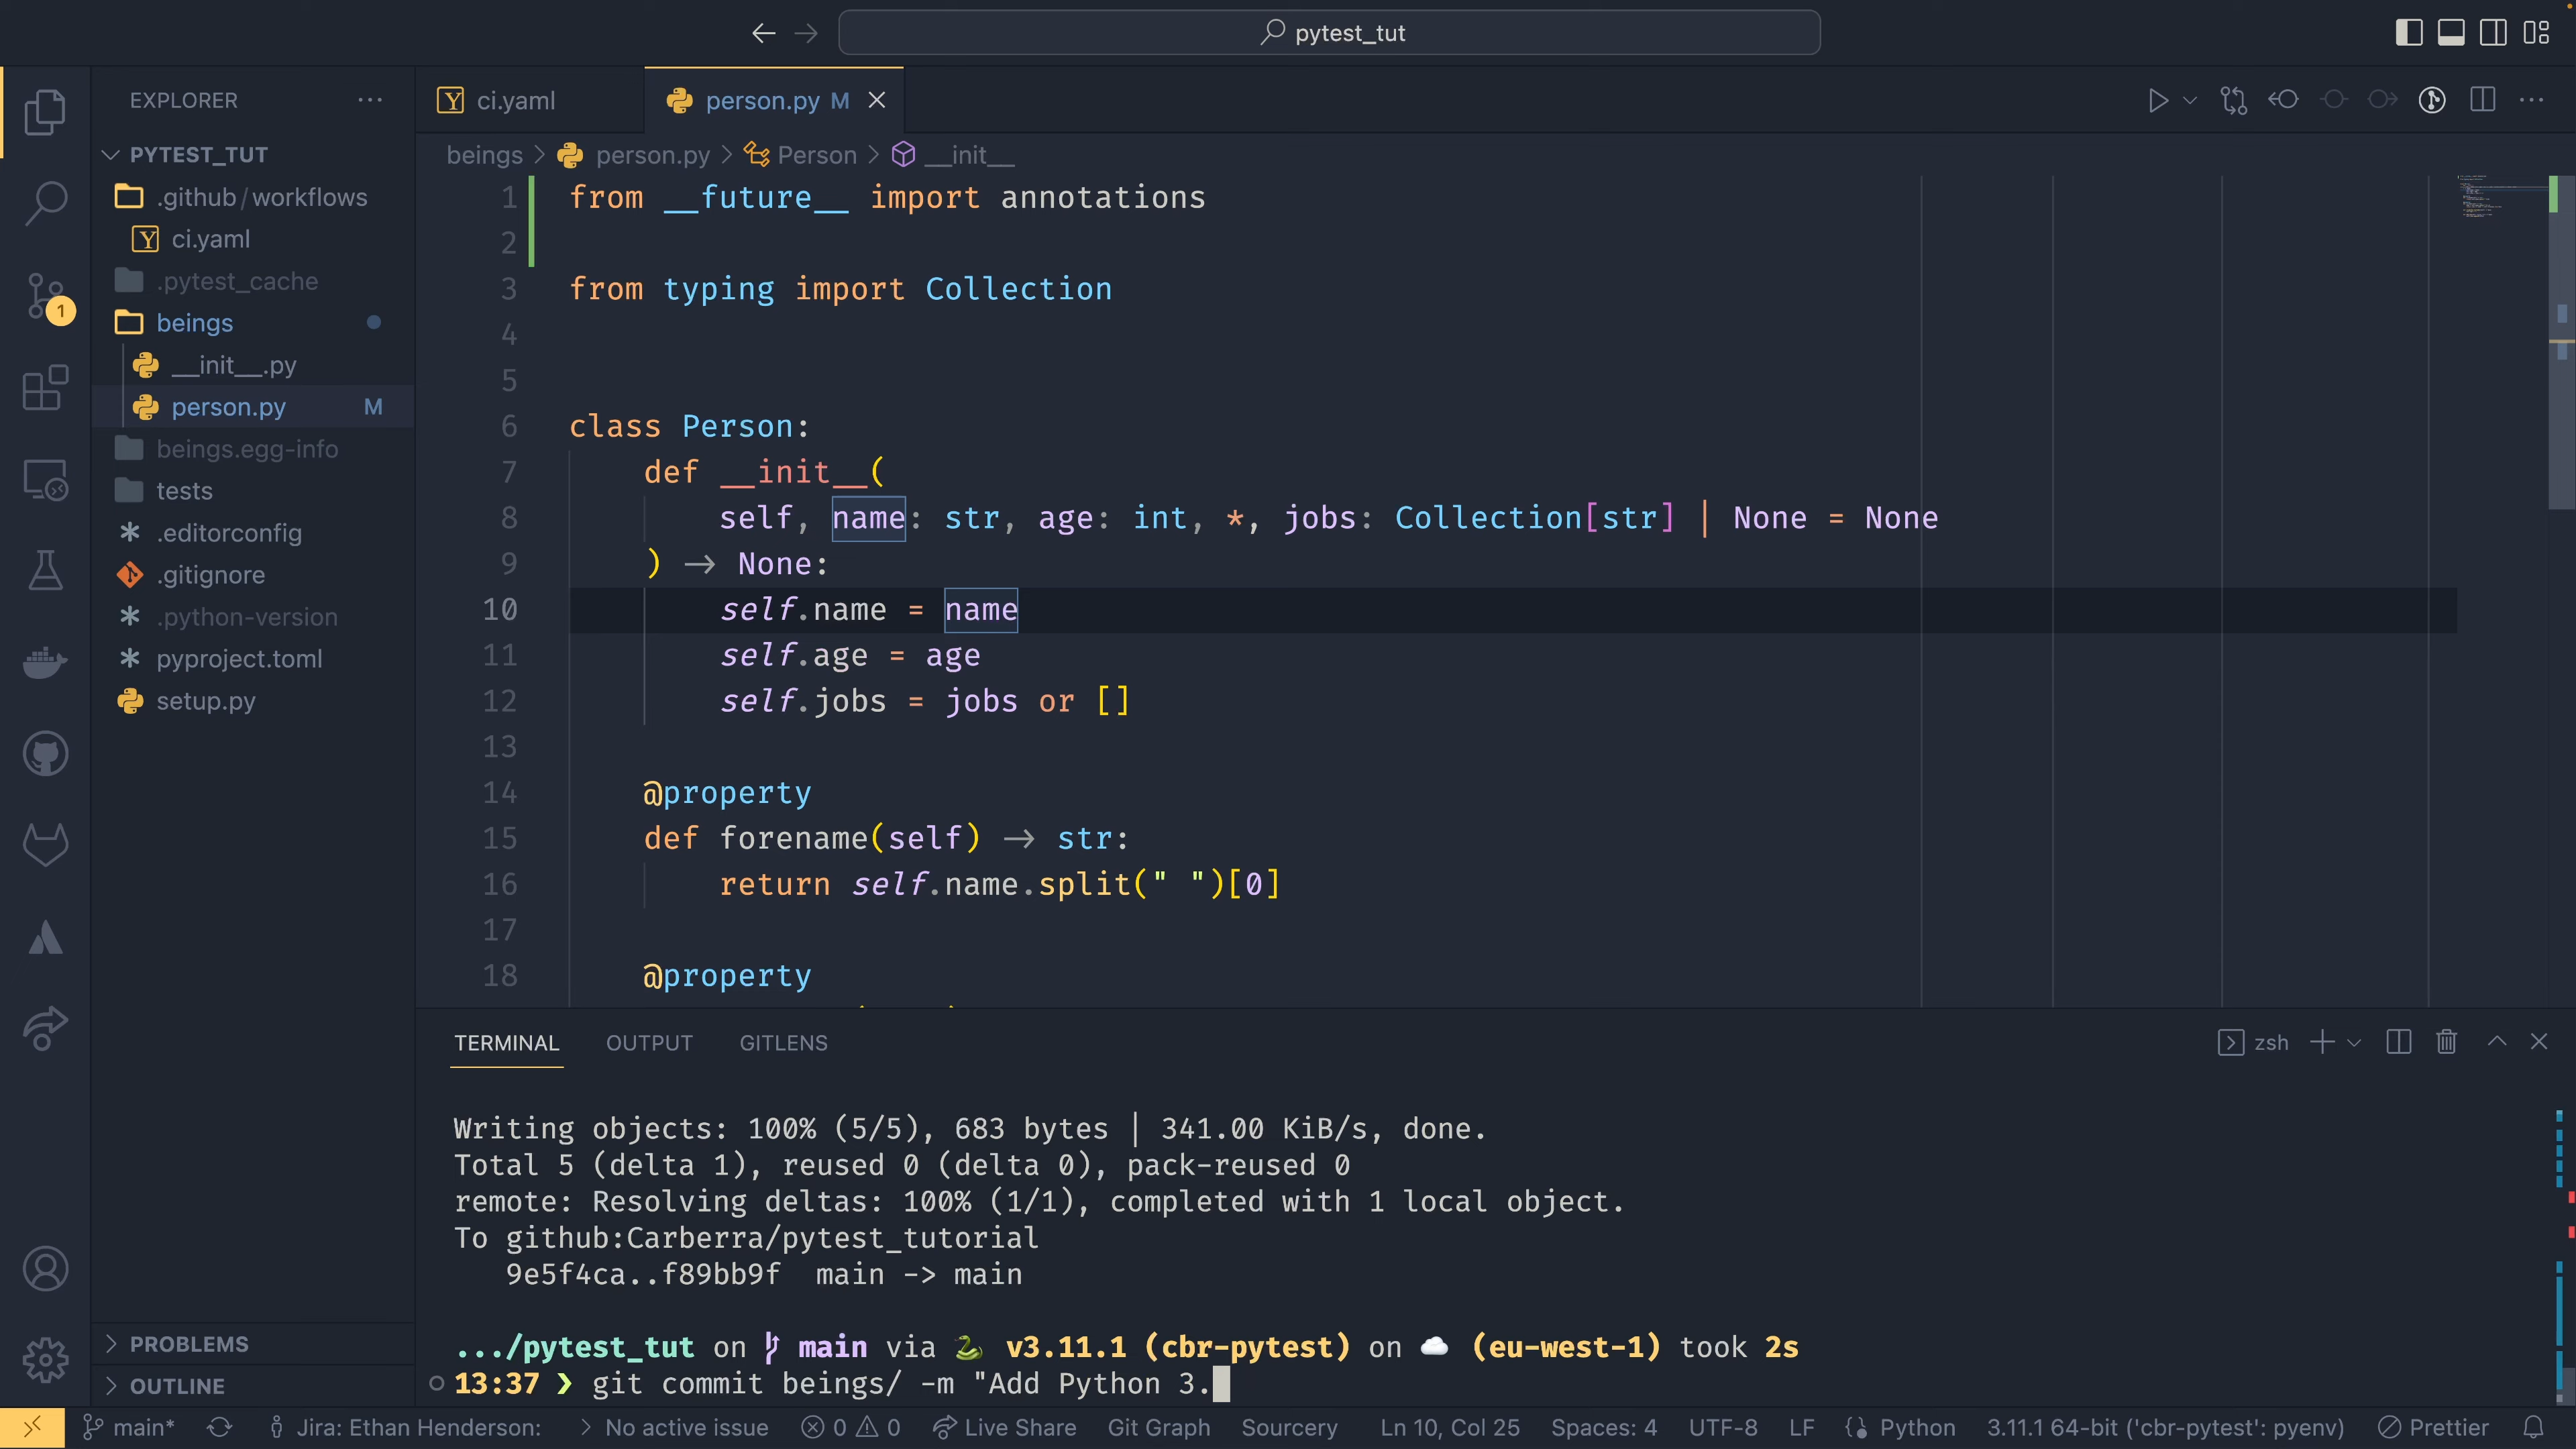 pytest_tut
EXPLORER
PYTEST_TUT
.github/workflows
ci.yaml
.pytest_cache
beings
__init__.py
person.py M
beings.egg-info
tests
.editorconfig
.gitignore
.python-version
pyproject.toml
setup.py
PROBLEMS
OUTLINE
1
ci.yaml
person.py M
beings > person.py > Person > __init__
1 from __future__ import annotations
2
3 from typing import Collection
4
5
6 class Person:
7 def __init__(
8 self, name: str, age: int, *, jobs: Collection[str] | None = None
9 ) -> None:
10 self.name = name
11 self.age = age
12 self.jobs = jobs or []
13
14 @property
15 def forename(self) -> str:
16 return self.name.split(" ")[0]
17
18 @property
TERMINAL OUTPUT GITLENS
zsh
Writing objects: 100% (5/5), 683 bytes | 341.00 KiB/s, done.
Total 5 (delta 1), reused 0 (delta 0), pack-reused 0
remote: Resolving deltas: 100% (1/1), completed with 1 local object.
To github:Carberra/pytest_tutorial
9e5f4ca..f89bb9f main -> main
.../pytest_tut on main via 🐍 v3.11.1 (cbr-pytest) on ☁️ (eu-west-1) took 2s
13:37 ❯ git commit beings/ -m "Add Python 3.
main* Jira: Ethan Henderson: > No active issue 0 0 Live Share Git Graph Sourcery Ln 10, Col 25 Spaces: 4 UTF-8 LF Python 3.11.1 64-bit ('cbr-pytest': pyenv) Prettier